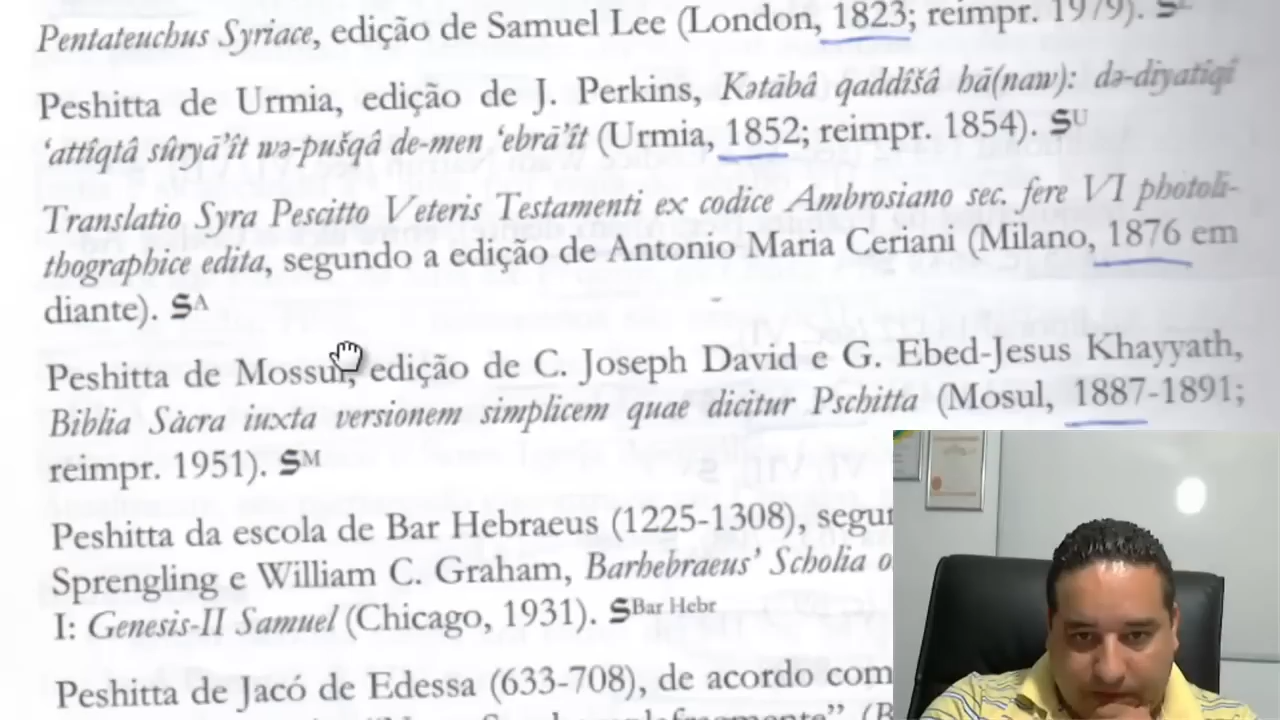 Pentateuchus Syriace, edição de Samuel Lee (London, 1823; reimpr. 1979). S
Peshitta de Urmia, edição de J. Perkins, Kətābâ qaddîšâ hā(naw): də-diyatîqî
‘attîqtâ sûryā’ît wə-pušqâ de-men ‘ebrā’ît (Urmia, 1852; reimpr. 1854). Sᵁ
Translatio Syra Pescitto Veteris Testamenti ex codice Ambrosiano sec. fere VI photoli-
thographice edita, segundo a edição de Antonio Maria Ceriani (Milano, 1876 em
diante). Sᴬ
Peshitta de Mossul, edição de C. Joseph David e G. Ebed-Jesus Khayyath,
Biblia Sàcra iuxta versionem simplicem quae dicitur Pschitta (Mosul, 1887-1891;
reimpr. 1951). Sᴹ
Peshitta da escola de Bar Hebraeus (1225-1308), segun
Sprengling e William C. Graham, Barhebraeus’ Scholia o
I: Genesis-II Samuel (Chicago, 1931). S Bar Hebr
Peshitta de Jacó de Edessa (633-708), de acordo com